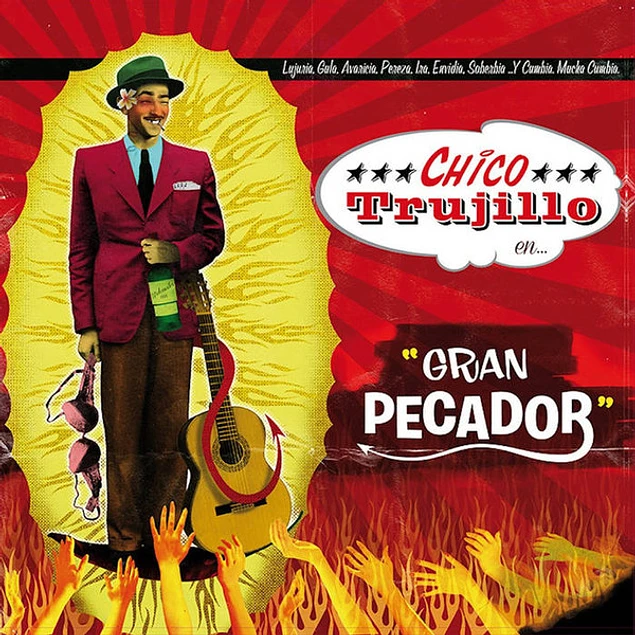 Lujuria, Gula, Avaricia, Pereza, Ira, Envidia, Soberbia ...Y Cumbia. Mucha Cumbia.
CHICO
Trujillo
en...
"GRAN
PECADOR"